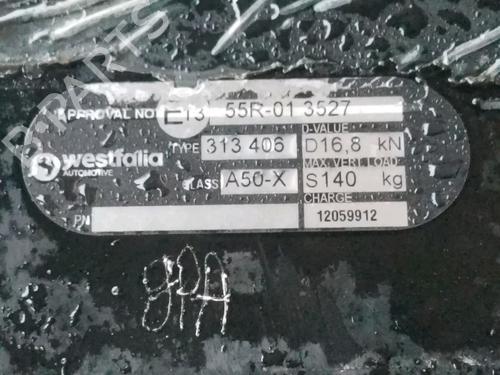 APPROVAL NO E13 55R-01 3527
TYPE 313 406
D-VALUE
D16,8 kN
westfalia
AUTOMOTIVE
CLASS A50-X
MAX. VERT LOAD
S140 kg
CHARGE
12059912
PN
B-PARTS